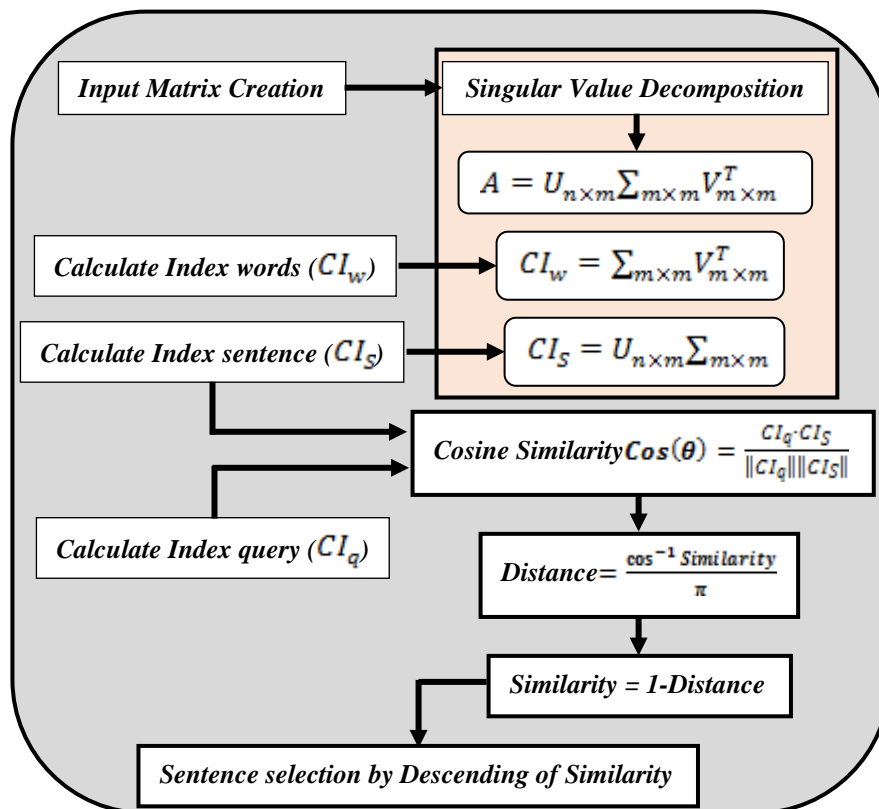 Input Matrix Creation
Singular Value Decomposition
A = U_{n×m} ∑_{m×m} V^T_{m×m}
Calculate Index words (CI_w)
CI_w = ∑_{m×m} V^T_{m×m}
Calculate Index sentence (CI_S)
CI_S = U_{n×m} ∑_{m×m}
Cosine Similarity Cos(θ) = \frac{CI_q·CI_S}{‖CI_q‖‖CI_S‖}
Calculate Index query (CI_q)
Distance= \frac{cos^{-1} Similarity}{π}
Similarity = 1-Distance
Sentence selection by Descending of Similarity